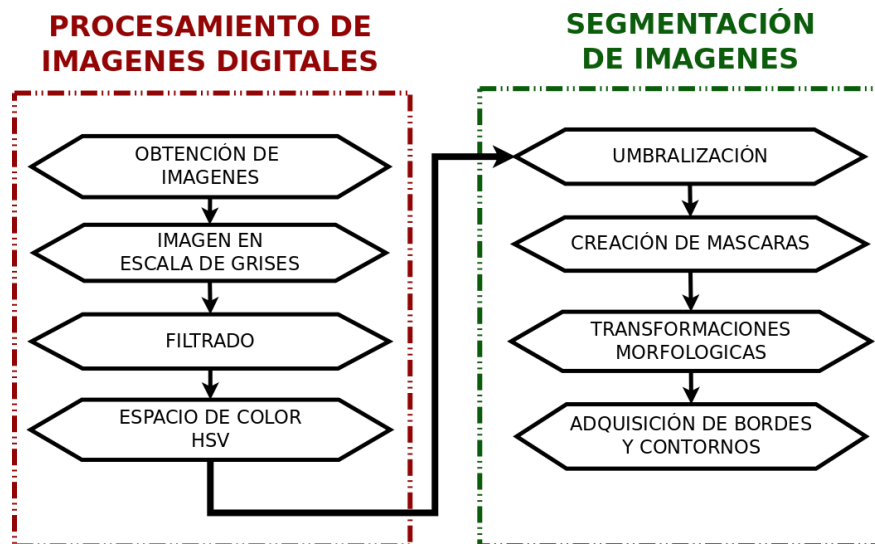 PROCESAMIENTO DE
IMAGENES DIGITALES
OBTENCIÓN DE
IMAGENES
IMAGEN EN
ESCALA DE GRISES
FILTRADO
ESPACIO DE COLOR
HSV
SEGMENTACIÓN
DE IMAGENES
UMBRALIZACIÓN
CREACIÓN DE MASCARAS
TRANSFORMACIONES
MORFOLOGICAS
ADQUISICIÓN DE BORDES
Y CONTORNOS